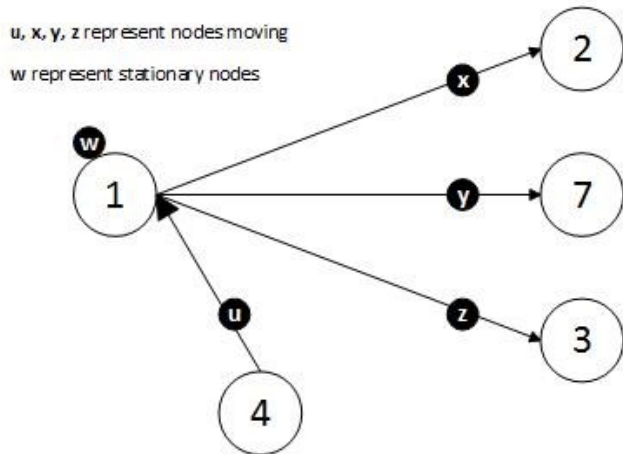 u, x, y, z represent nodes moving
w represent stationary nodes
2
x
w
1
y
7
z
u
3
4